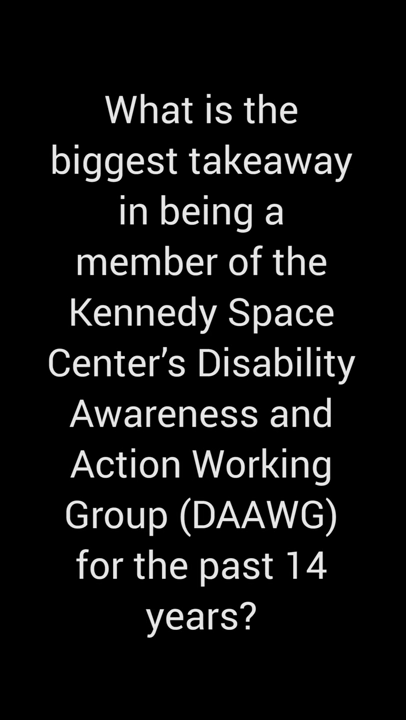 What is the
biggest takeaway
in being a
member of the
Kennedy Space
Center’s Disability
Awareness and
Action Working
Group (DAAWG)
for the past 14
years?